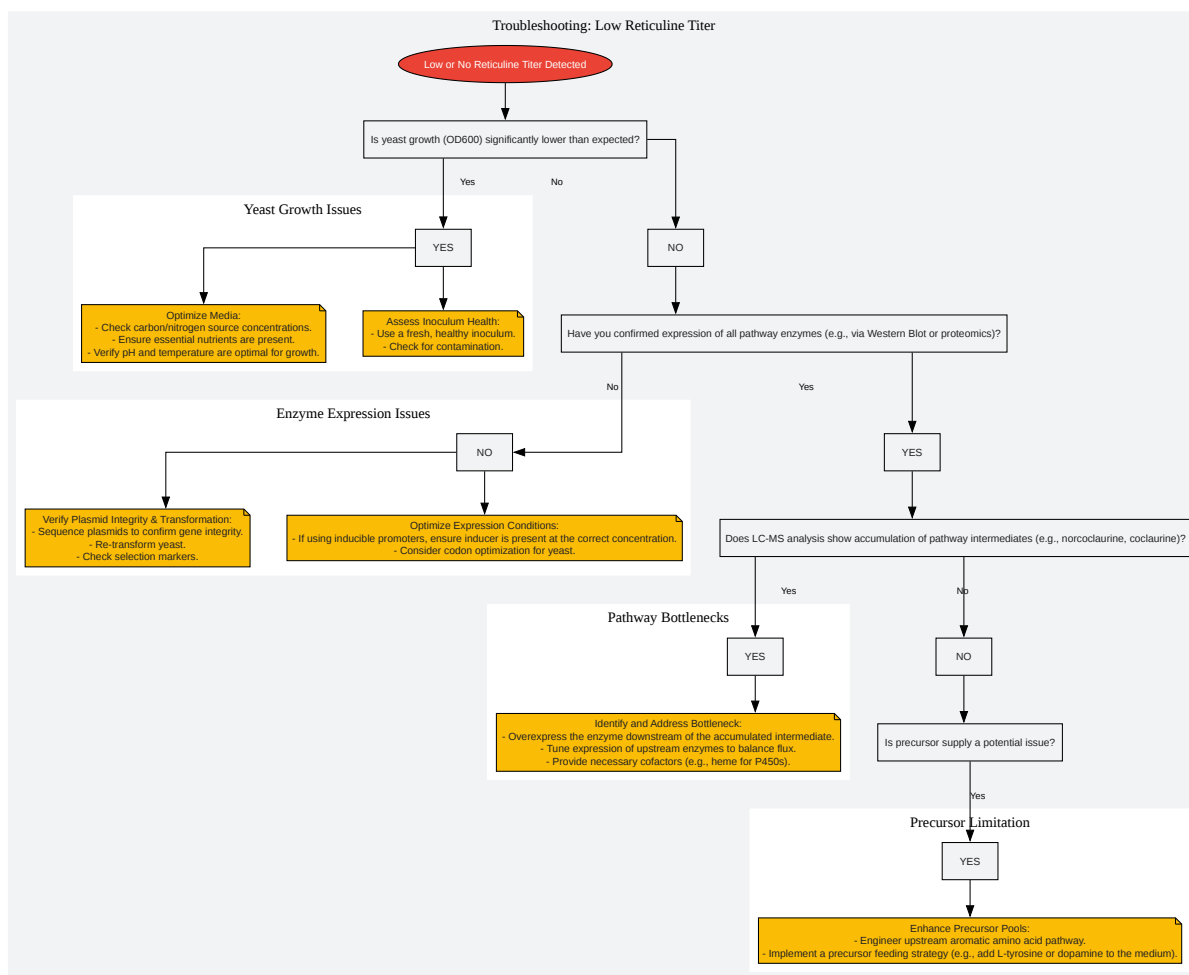 Troubleshooting: Low Reticuline Titer
Low or No Reticuline Titer Detected
Is yeast growth (OD600) significantly lower than expected?
Yes
No
Yeast Growth Issues
YES
NO
Optimize Media:
- Check carbon/nitrogen source concentrations.
- Ensure essential nutrients are present.
- Verify pH and temperature are optimal for growth.
Assess Inoculum Health:
- Use a fresh, healthy inoculum.
- Check for contamination.
Have you confirmed expression of all pathway enzymes (e.g., via Western Blot or proteomics)?
No
Yes
Enzyme Expression Issues
NO
YES
Verify Plasmid Integrity & Transformation:
- Sequence plasmids to confirm gene integrity.
- Re-transform yeast.
- Check selection markers.
Optimize Expression Conditions:
- If using inducible promoters, ensure inducer is present at the correct concentration.
- Consider codon optimization for yeast.
Does LC-MS analysis show accumulation of pathway intermediates (e.g., norcoclaurine, coclaurine)?
Yes
No
Pathway Bottlenecks
YES
NO
Identify and Address Bottleneck:
- Overexpress the enzyme downstream of the accumulated intermediate.
- Tune expression of upstream enzymes to balance flux.
- Provide necessary cofactors (e.g., heme for P450s).
Is precursor supply a potential issue?
Yes
Precursor Limitation
YES
Enhance Precursor Pools:
- Engineer upstream aromatic amino acid pathway.
- Implement a precursor feeding strategy (e.g., add L-tyrosine or dopamine to the medium).